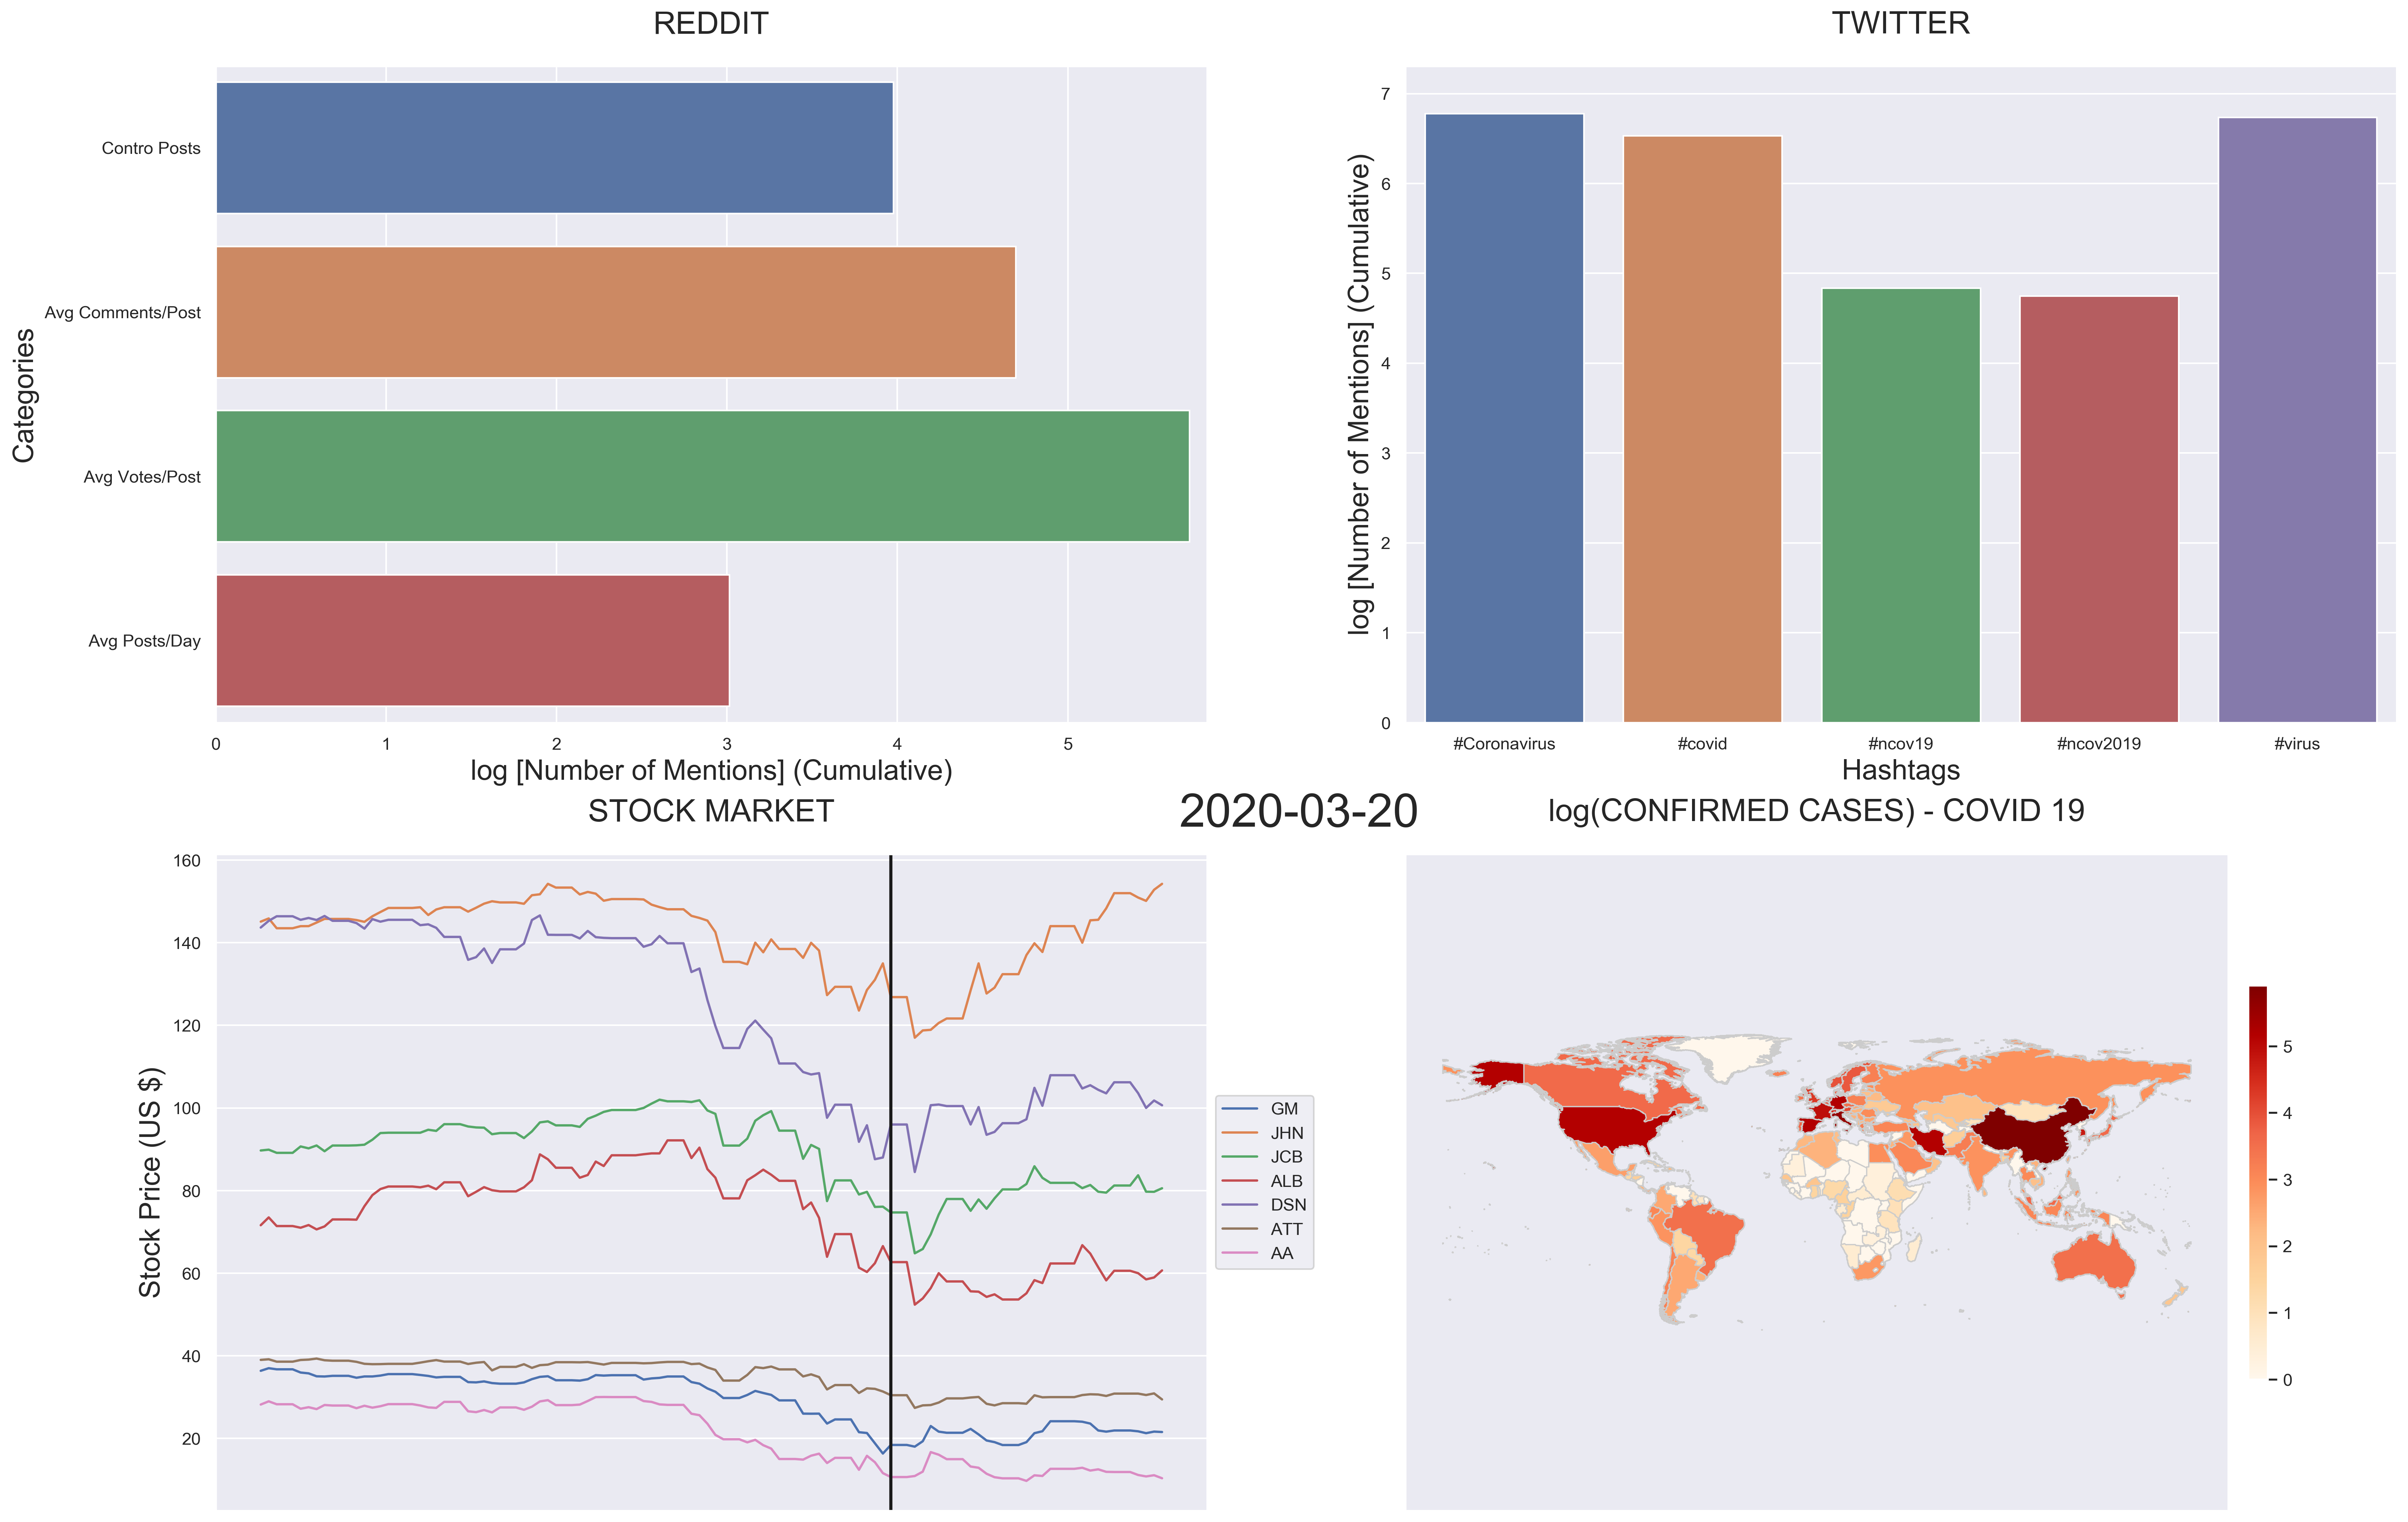 REDDIT
Contro Posts
Avg Comments/Post
Avg Votes/Post
Avg Posts/Day
Categories
0 1 2 3 4 5
log [Number of Mentions] (Cumulative)
TWITTER
7
6
5
4
3
2
1
0
log [Number of Mentions] (Cumulative)
#Coronavirus #covid #ncov19 #ncov2019 #virus
Hashtags
2020-03-20
STOCK MARKET
160
140
120
100
80
60
40
20
Stock Price (US $)
GM
JHN
JCB
ALB
DSN
ATT
AA
log(CONFIRMED CASES) - COVID 19
5
4
3
2
1
0